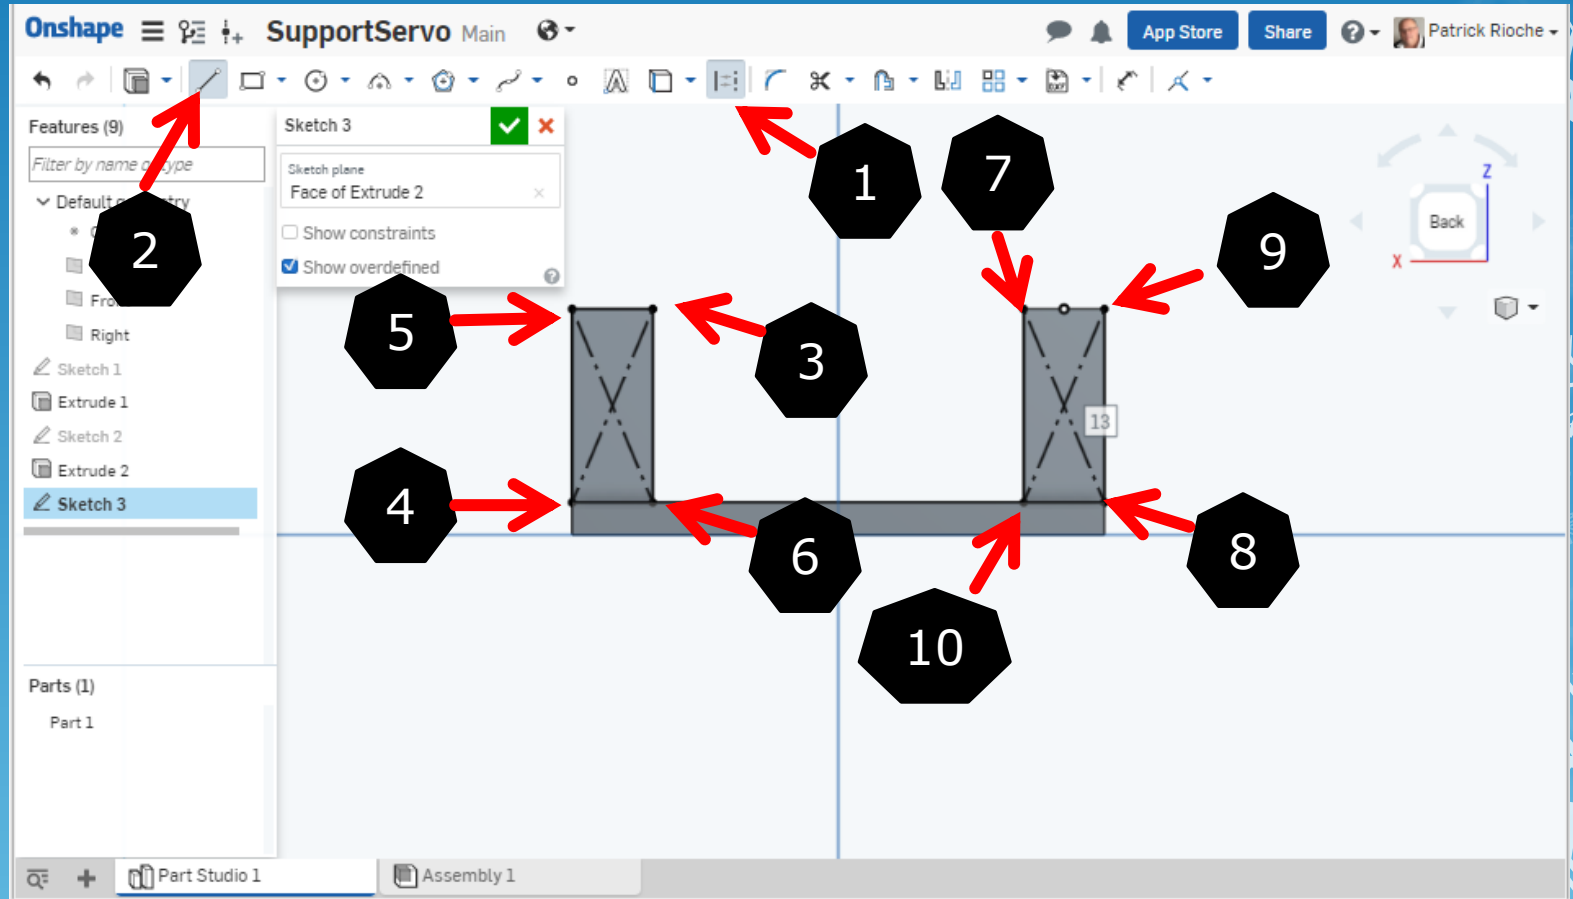 Onshape SupportServo Main App Store Share Patrick Rioche
Features (9)
Filter by name or type
Default
Right
Sketch 1
Extrude 1
Sketch 2
Extrude 2
Sketch 3
Parts (1)
Part 1
Sketch 3
Sketch plane
Face of Extrude 2
Show constraints
Show overdefined
2
1
7
9
5
3
4
6
10
8
13
Z
Back
X
Part Studio 1
Assembly 1